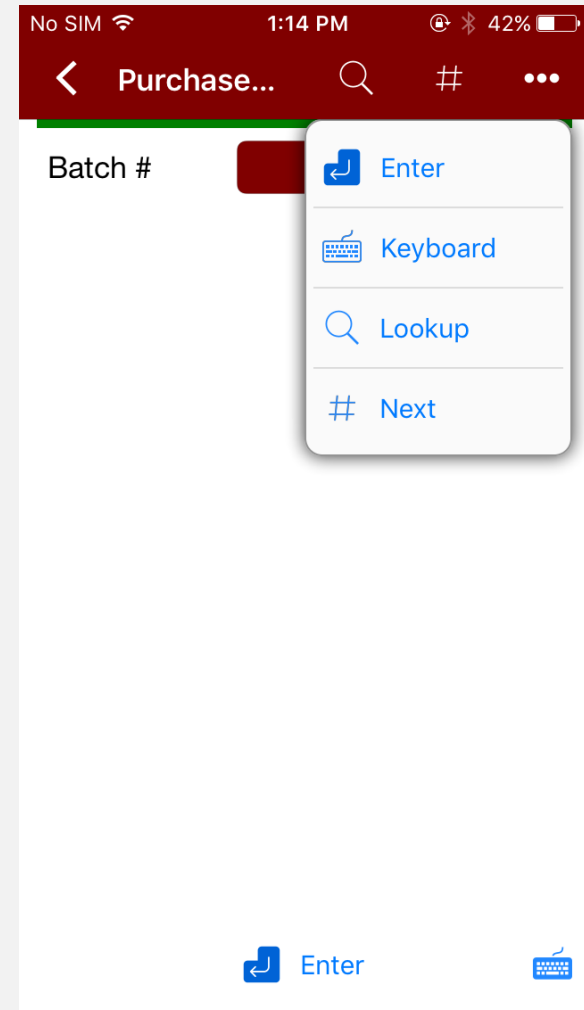 No SIM 1:14 PM 42%
Purchase... # •••
Batch #
Enter
Keyboard
Lookup
# Next
Enter